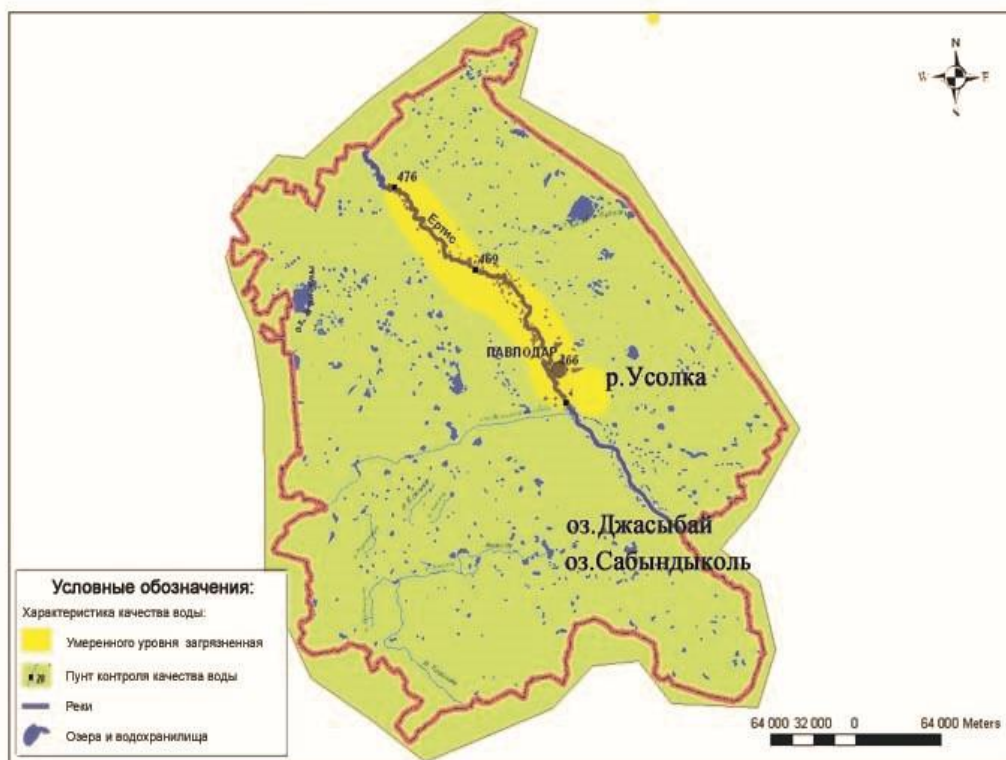 N
W E
476
Ертис
469
ПАВЛОДАР
466
р.Усолка
оз.Джасыбай
оз.Сабындыколь
Условные обозначения:
Характеристика качества воды:
Умеренного уровня загрязненная
20 Пунт контроля качества воды
Реки
Озера и водохранилища
64 000 32 000 0 64 000 Meters